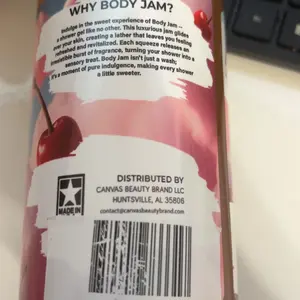 WHY BODY JAM?
Indulge in the sweet experience of Body Jam –
a shower gel like no other. This luxurious jam glides
over your skin, creating a lather that leaves you feeling
refreshed and revitalized. Each squeeze releases an
irresistible burst of fragrance, turning your shower into a
sensory treat. Body Jam isn't just a wash;
it's a moment of pure indulgence, making every shower
a little sweeter.
DISTRIBUTED BY
CANVAS BEAUTY BRAND LLC
HUNTSVILLE, AL 35806
contact@canvasbeautybrand.com
MADE IN